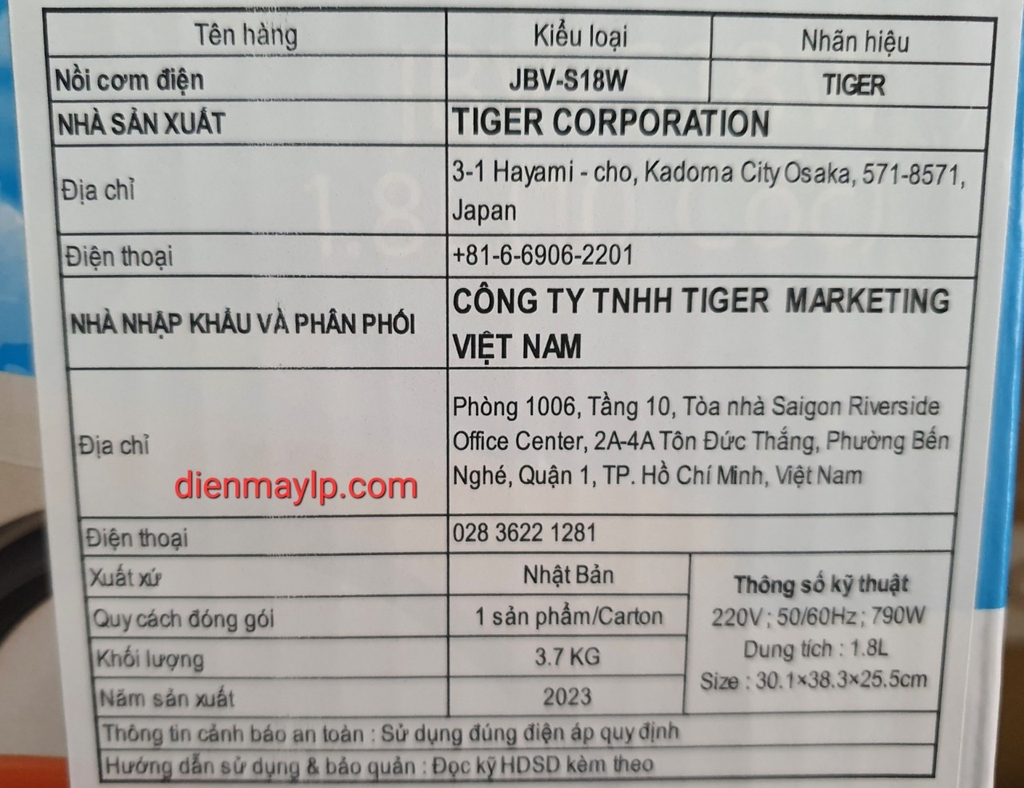 Tên hàng Kiểu loại Nhãn hiệu
Nồi cơm điện JBV-S18W TIGER
NHÀ SẢN XUẤT TIGER CORPORATION
Địa chỉ 3-1 Hayami - cho, Kadoma City Osaka, 571-8571,
Japan
Điện thoại +81-6-6906-2201
NHÀ NHẬP KHẨU VÀ PHÂN PHỐI CÔNG TY TNHH TIGER MARKETING
VIỆT NAM
Địa chỉ Phòng 1006, Tầng 10, Tòa nhà Saigon Riverside
Office Center, 2A-4A Tôn Đức Thắng, Phường Bến
Nghé, Quận 1, TP. Hồ Chí Minh, Việt Nam
dienmaylp.com
Điện thoại 028 3622 1281
Xuất xứ Nhật Bản
Quy cách đóng gói 1 sản phẩm/Carton
Khối lượng 3.7 KG
Năm sản xuất 2023
Thông số kỹ thuật
220V; 50/60Hz; 790W
Dung tích : 1.8L
Size : 30.1×38.3×25.5cm
Thông tin cảnh báo an toàn : Sử dụng đúng điện áp quy định
Hướng dẫn sử dụng & bảo quản : Đọc kỹ HDSD kèm theo